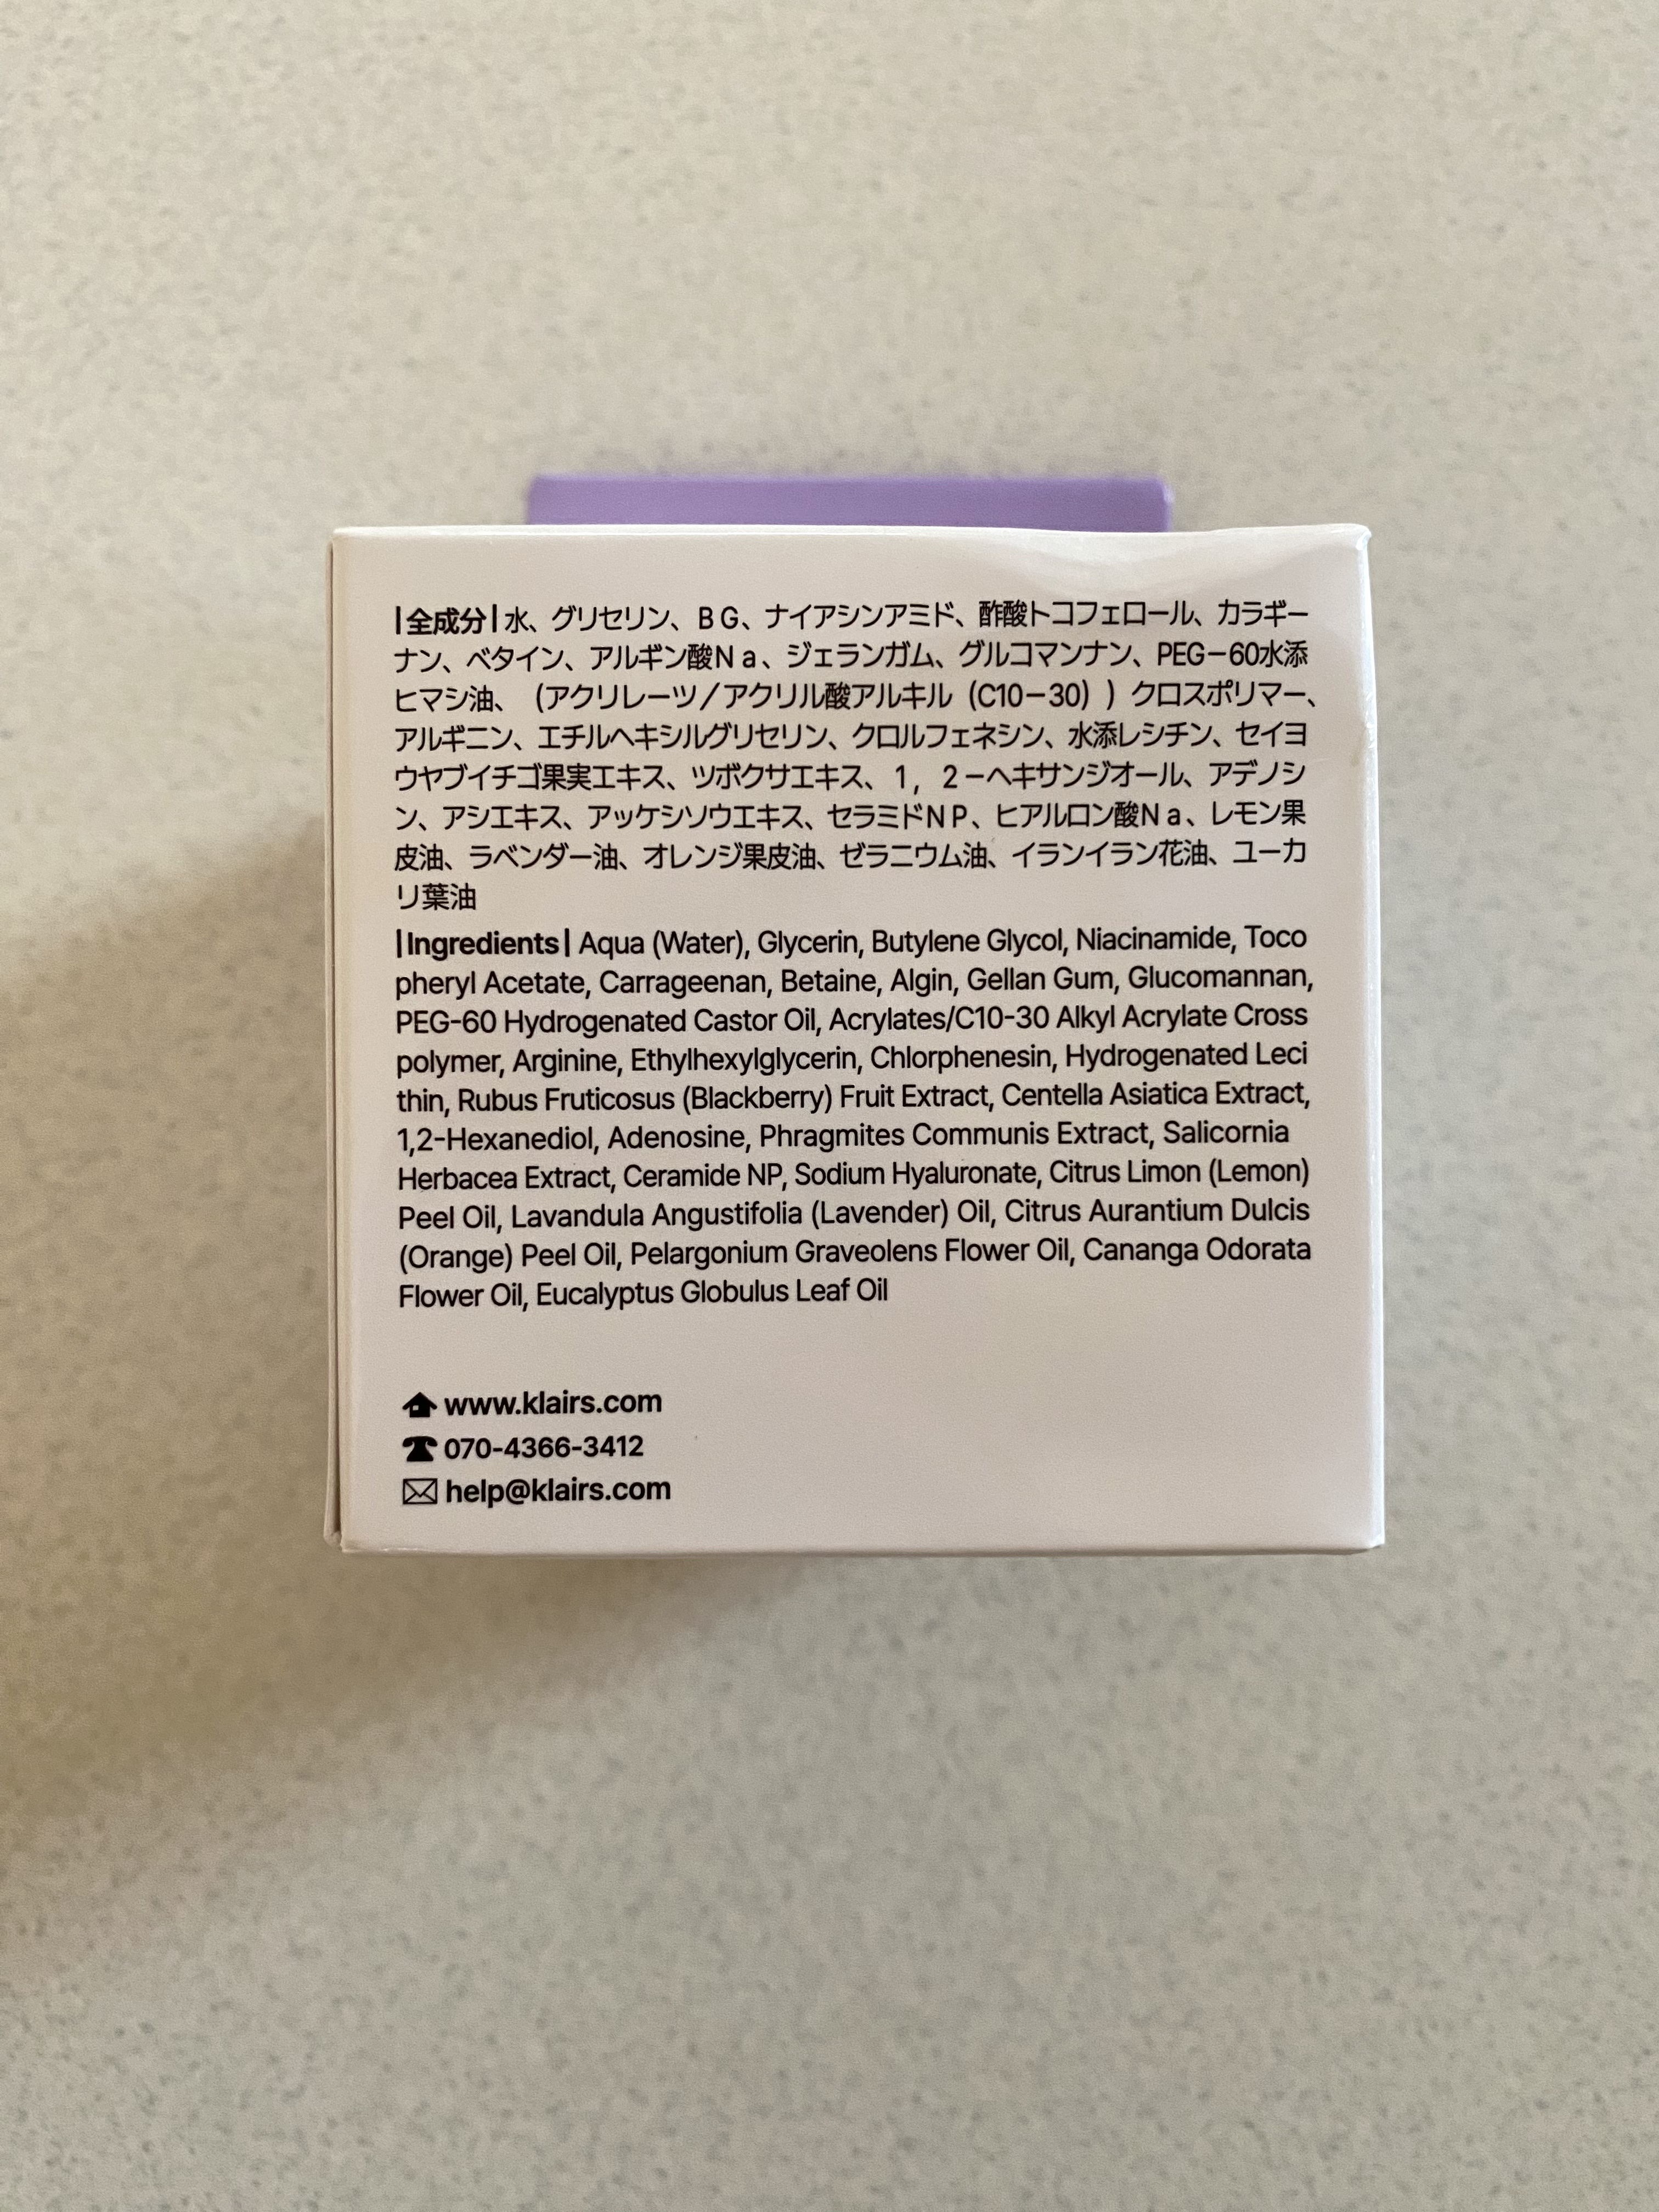 |全成分| 水、グリセリン、ＢＧ、ナイアシンアミド、酢酸トコフェロール、カラギー
ナン、ベタイン、アルギン酸Ｎａ、ジェランガム、グルコマンナン、PEG－60水添
ヒマシ油、（アクリレーツ／アクリル酸アルキル（C10－30））クロスポリマー、
アルギニン、エチルヘキシルグリセリン、クロルフェネシン、水添レシチン、セイヨ
ウヤブイチゴ果実エキス、ツボクサエキス、１，２－ヘキサンジオール、アデノシ
ン、アシエキス、アッケシソウエキス、セラミドＮＰ、ヒアルロン酸Ｎａ、レモン果
皮油、ラベンダー油、オレンジ果皮油、ゼラニウム油、イランイラン花油、ユーカ
リ葉油
|Ingredients| Aqua (Water), Glycerin, Butylene Glycol, Niacinamide, Toco
pheryl Acetate, Carrageenan, Betaine, Algin, Gellan Gum, Glucomannan,
PEG-60 Hydrogenated Castor Oil, Acrylates/C10-30 Alkyl Acrylate Cross
polymer, Arginine, Ethylhexylglycerin, Chlorphenesin, Hydrogenated Leci
thin, Rubus Fruticosus (Blackberry) Fruit Extract, Centella Asiatica Extract,
1,2-Hexanediol, Adenosine, Phragmites Communis Extract, Salicornia
Herbacea Extract, Ceramide NP, Sodium Hyaluronate, Citrus Limon (Lemon)
Peel Oil, Lavandula Angustifolia (Lavender) Oil, Citrus Aurantium Dulcis
(Orange) Peel Oil, Pelargonium Graveolens Flower Oil, Cananga Odorata
Flower Oil, Eucalyptus Globulus Leaf Oil
www.klairs.com
070-4366-3412
help@klairs.com